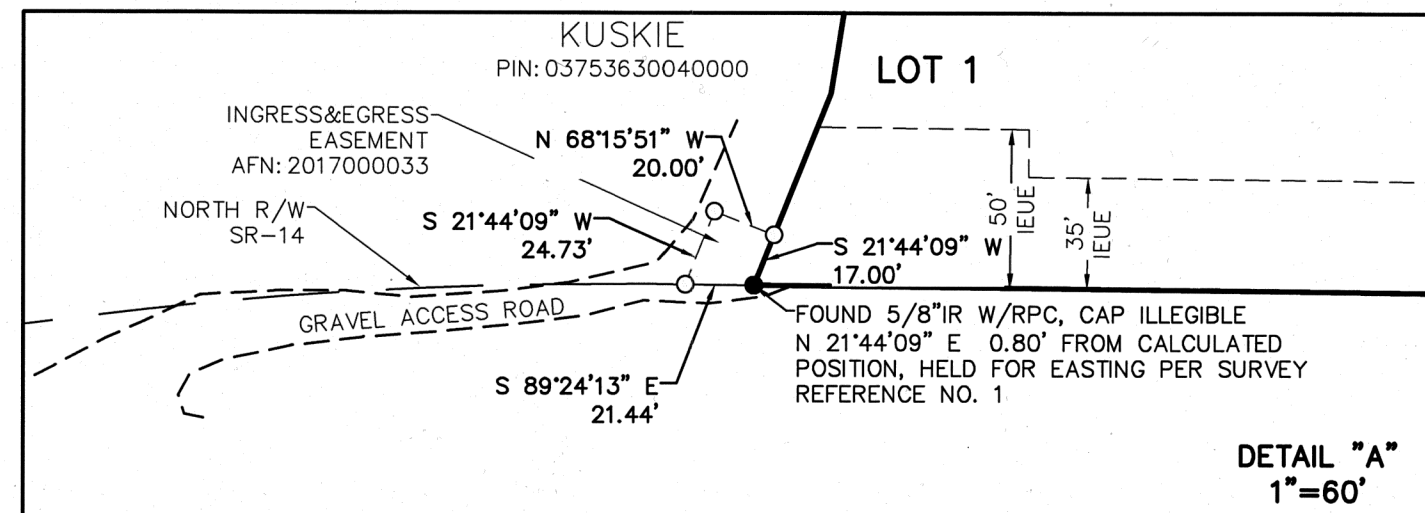 KUSKIE
PIN: 03753630040000
LOT 1
INGRESS&EGRESS
EASEMENT
AFN: 2017000033
N 68°15'51" W
20.00'
NORTH R/W
SR-14
S 21°44'09" W
24.73'
50'
IEUE
35'
IEUE
S 21°44'09" W
17.00'
GRAVEL ACCESS ROAD
FOUND 5/8"IR W/RPC, CAP ILLEGIBLE
N 21°44'09" E 0.80' FROM CALCULATED
POSITION, HELD FOR EASTING PER SURVEY
REFERENCE NO. 1
S 89°24'13" E
21.44'
DETAIL "A"
1"=60'